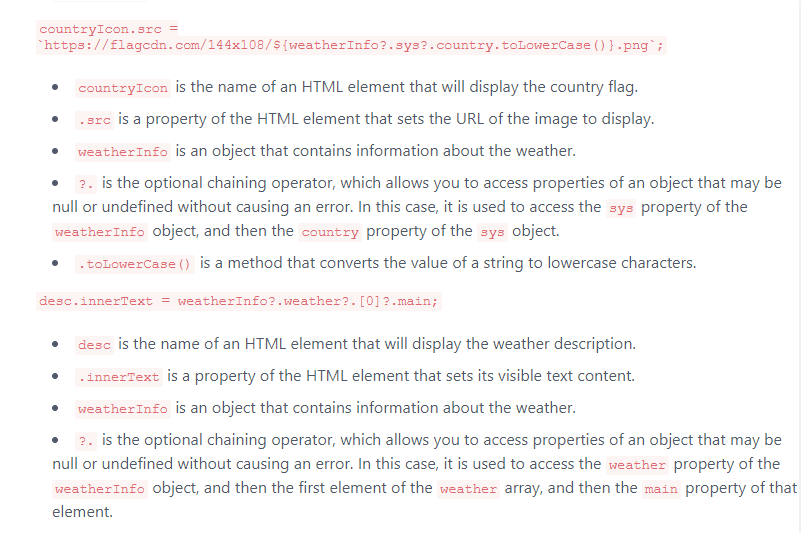 countryIcon.src =
`https://flagcdn.com/144x108/${weatherInfo?.sys?.country.toLowerCase()}.png`;
• countryIcon is the name of an HTML element that will display the country flag.
• .src is a property of the HTML element that sets the URL of the image to display.
• weatherInfo is an object that contains information about the weather.
• ?. is the optional chaining operator, which allows you to access properties of an object that may be
null or undefined without causing an error. In this case, it is used to access the sys property of the
weatherInfo object, and then the country property of the sys object.
• .toLowerCase() is a method that converts the value of a string to lowercase characters.
desc.innerText = weatherInfo?.weather?.[0]?.main;
• desc is the name of an HTML element that will display the weather description.
• .innerText is a property of the HTML element that sets its visible text content.
• weatherInfo is an object that contains information about the weather.
• ?. is the optional chaining operator, which allows you to access properties of an object that may be
null or undefined without causing an error. In this case, it is used to access the weather property of the
weatherInfo object, and then the first element of the weather array, and then the main property of that
element.